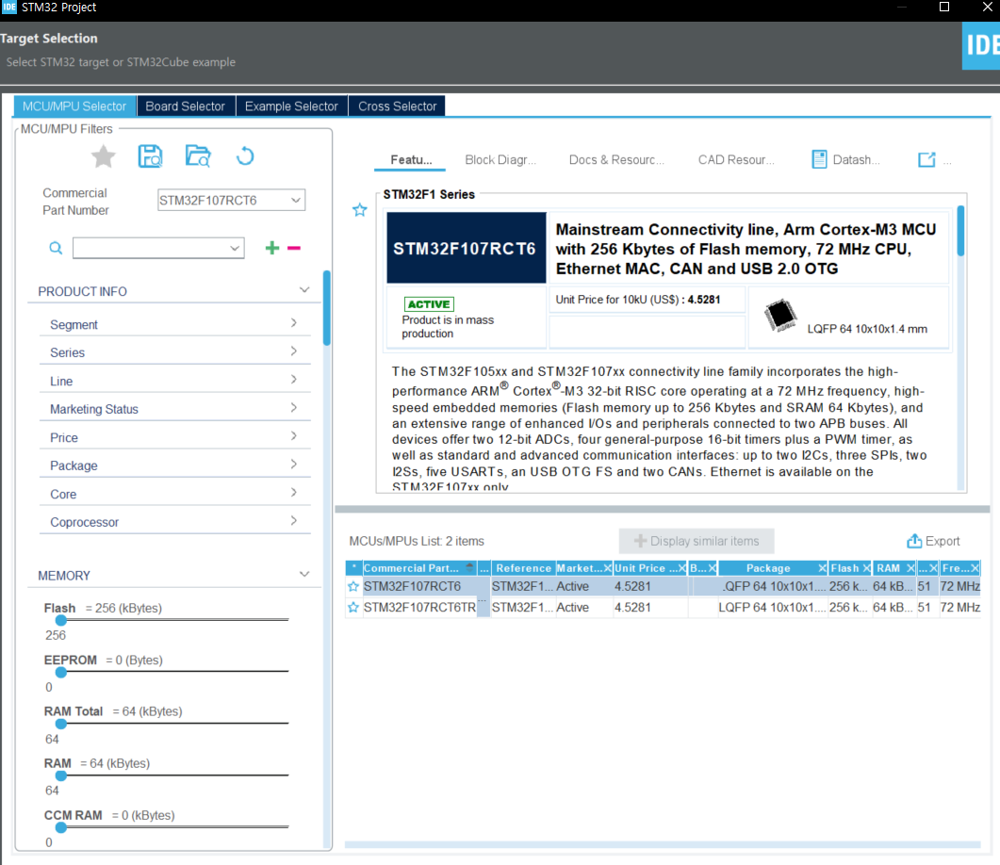 IDE STM32 Project
Target Selection
Select STM32 target or STM32Cube example
IDE
MCU/MPU Selector Board Selector Example Selector Cross Selector
MCU/MPU Filters
Commercial
Part Number
STM32F107RCT6
PRODUCT INFO
Segment
Series
Line
Marketing Status
Price
Package
Core
Coprocessor
MEMORY
Flash = 256 (kBytes)
256
EEPROM = 0 (Bytes)
0
RAM Total = 64 (kBytes)
64
RAM = 64 (kBytes)
64
CCM RAM = 0 (kBytes)
0
Featu... Block Diagr... Docs & Resourc... CAD Resour... Datash... ...
STM32F1 Series
STM32F107RCT6
Mainstream Connectivity line, Arm Cortex-M3 MCU
with 256 Kbytes of Flash memory, 72 MHz CPU,
Ethernet MAC, CAN and USB 2.0 OTG
ACTIVE
Product is in mass
production
Unit Price for 10kU (US$) : 4.5281
LQFP 64 10x10x1.4 mm
The STM32F105xx and STM32F107xx connectivity line family incorporates the high-
performance ARM® Cortex®-M3 32-bit RISC core operating at a 72 MHz frequency, high-
speed embedded memories (Flash memory up to 256 Kbytes and SRAM 64 Kbytes), and
an extensive range of enhanced I/Os and peripherals connected to two APB buses. All
devices offer two 12-bit ADCs, four general-purpose 16-bit timers plus a PWM timer, as
well as standard and advanced communication interfaces: up to two I2Cs, three SPIs, two
I2Ss, five USARTs, an USB OTG FS and two CANs. Ethernet is available on the
STM32F107xx only.
MCUs/MPUs List: 2 items
Display similar items
Export
* Commercial Part... ... Reference Market... Unit Price ... B... Package Flash RAM ... Fre...
STM32F107RCT6 STM32F1... Active 4.5281 .QFP 64 10x10x1.... 256 k... 64 kB... 51 72 MHz
STM32F107RCT6TR ... STM32F1... Active 4.5281 LQFP 64 10x10x1.... 256 k... 64 kB... 51 72 MHz